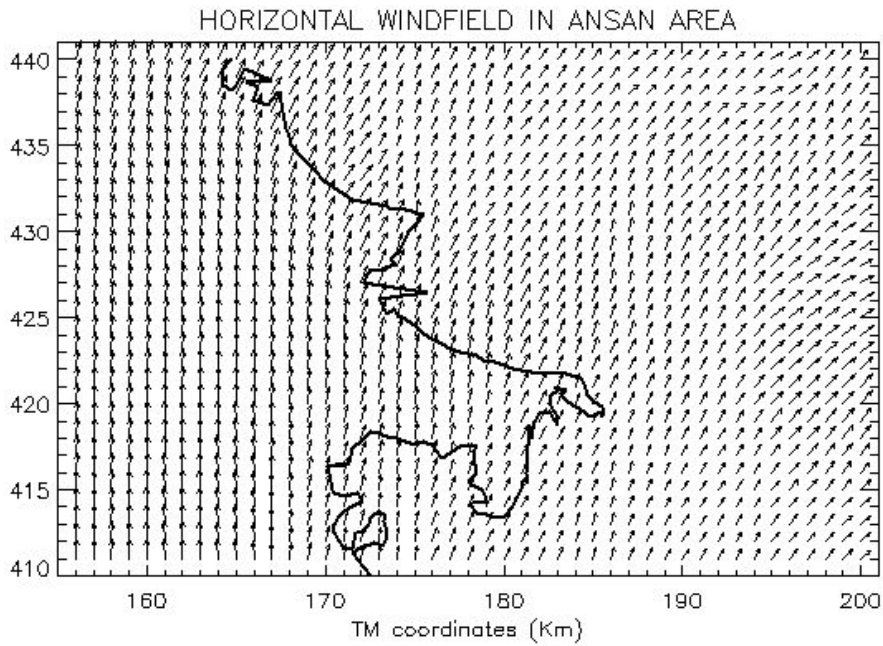 HORIZONTAL WINDFIELD IN ANSAN AREA
440
435
430
425
420
415
410
160 170 180 190 200
TM coordinates (Km)